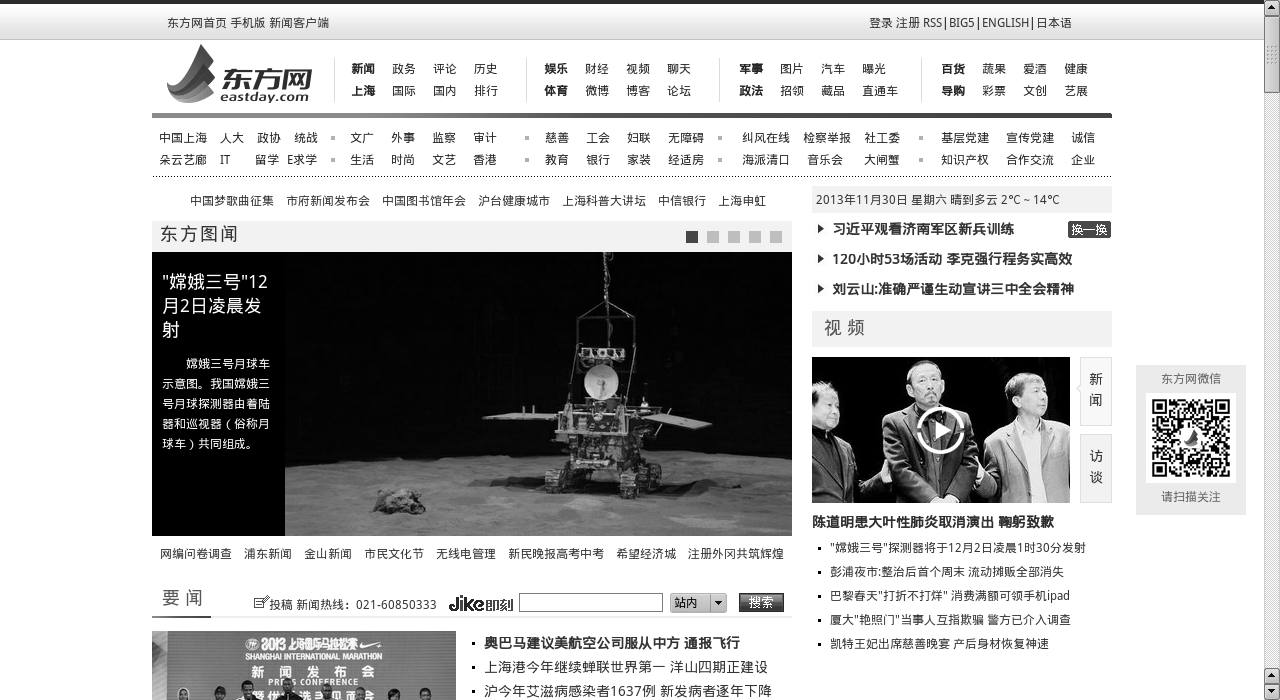 东方网首页 手机版 新闻客户端
登录 注册 RSS|BIG5|ENGLISH|日本语
东方网
eastday.com
新闻 政务 评论 历史
上海 国际 国内 排行
娱乐 财经 视频 聊天
体育 微博 博客 论坛
军事 图片 汽车 曝光
政法 招领 藏品 直通车
百货 蔬果 爱酒 健康
导购 彩票 文创 艺展
中国上海 人大 政协 统战 文广 外事 监察 审计 慈善 工会 妇联 无障碍 纠风在线 检察举报 社工委 基层党建 宣传党建 诚信
朵云艺廊 IT 留学 E求学 生活 时尚 文艺 香港 教育 银行 家装 经适房 海派清口 音乐会 大闸蟹 知识产权 合作交流 企业
中国梦歌曲征集 市府新闻发布会 中国图书馆年会 沪台健康城市 上海科普大讲坛 中信银行 上海申虹
东方图闻
"嫦娥三号"12
月2日凌晨发
射
嫦娥三号月球车
示意图。我国嫦娥三
号月球探测器由着陆
器和巡视器（俗称月
球车）共同组成。
网编问卷调查 浦东新闻 金山新闻 市民文化节 无线电管理 新民晚报高考中考 希望经济城 注册外冈共筑辉煌
要 闻
投稿 新闻热线：021-60850333
Jike即刻
站内
搜索
2013上海国际马拉松赛
SHANGHAI INTERNATIONAL MARATHON
新 闻 发 布 会
PRESS CONFERENCE
奥巴马建议美航空公司服从中方 通报飞行
上海港今年继续蝉联世界第一 洋山四期正建设
沪今年艾滋病感染者1637例 新发病者逐年下降
2013年11月30日 星期六 晴到多云 2℃ ~ 14℃
习近平观看济南军区新兵训练
换一换
120小时53场活动 李克强行程务实高效
刘云山:准确严谨生动宣讲三中全会精神
视 频
新
闻
访
谈
陈道明患大叶性肺炎取消演出 鞠躬致歉
"嫦娥三号"探测器将于12月2日凌晨1时30分发射
彭浦夜市:整治后首个周末 流动摊贩全部消失
巴黎春天"打折不打烊" 消费满额可领手机ipad
厦大"艳照门"当事人互指欺骗 警方已介入调查
凯特王妃出席慈善晚宴 产后身材恢复神速
东方网微信
请扫描关注